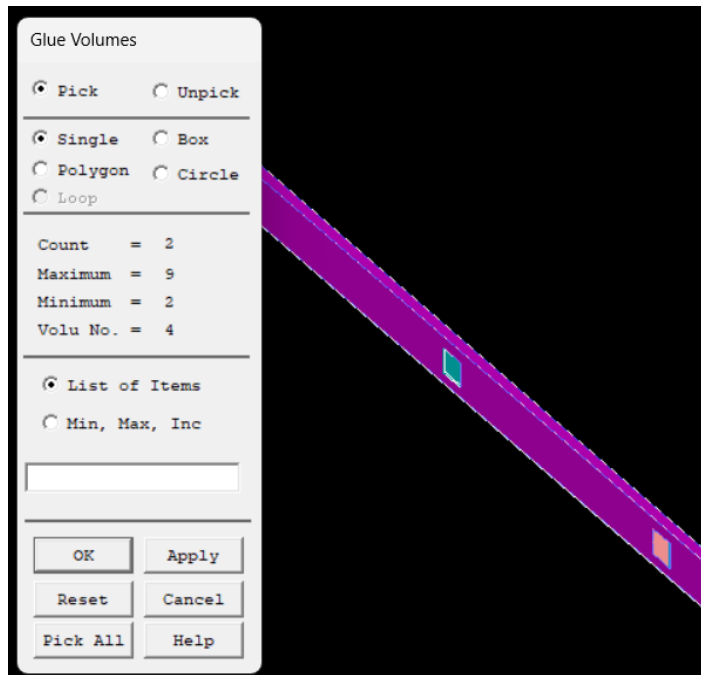 Glue Volumes
Pick Unpick
Single Box
Polygon Circle
Loop
Count = 2
Maximum = 9
Minimum = 2
Volu No. = 4
List of Items
Min, Max, Inc
OK Apply
Reset Cancel
Pick All Help